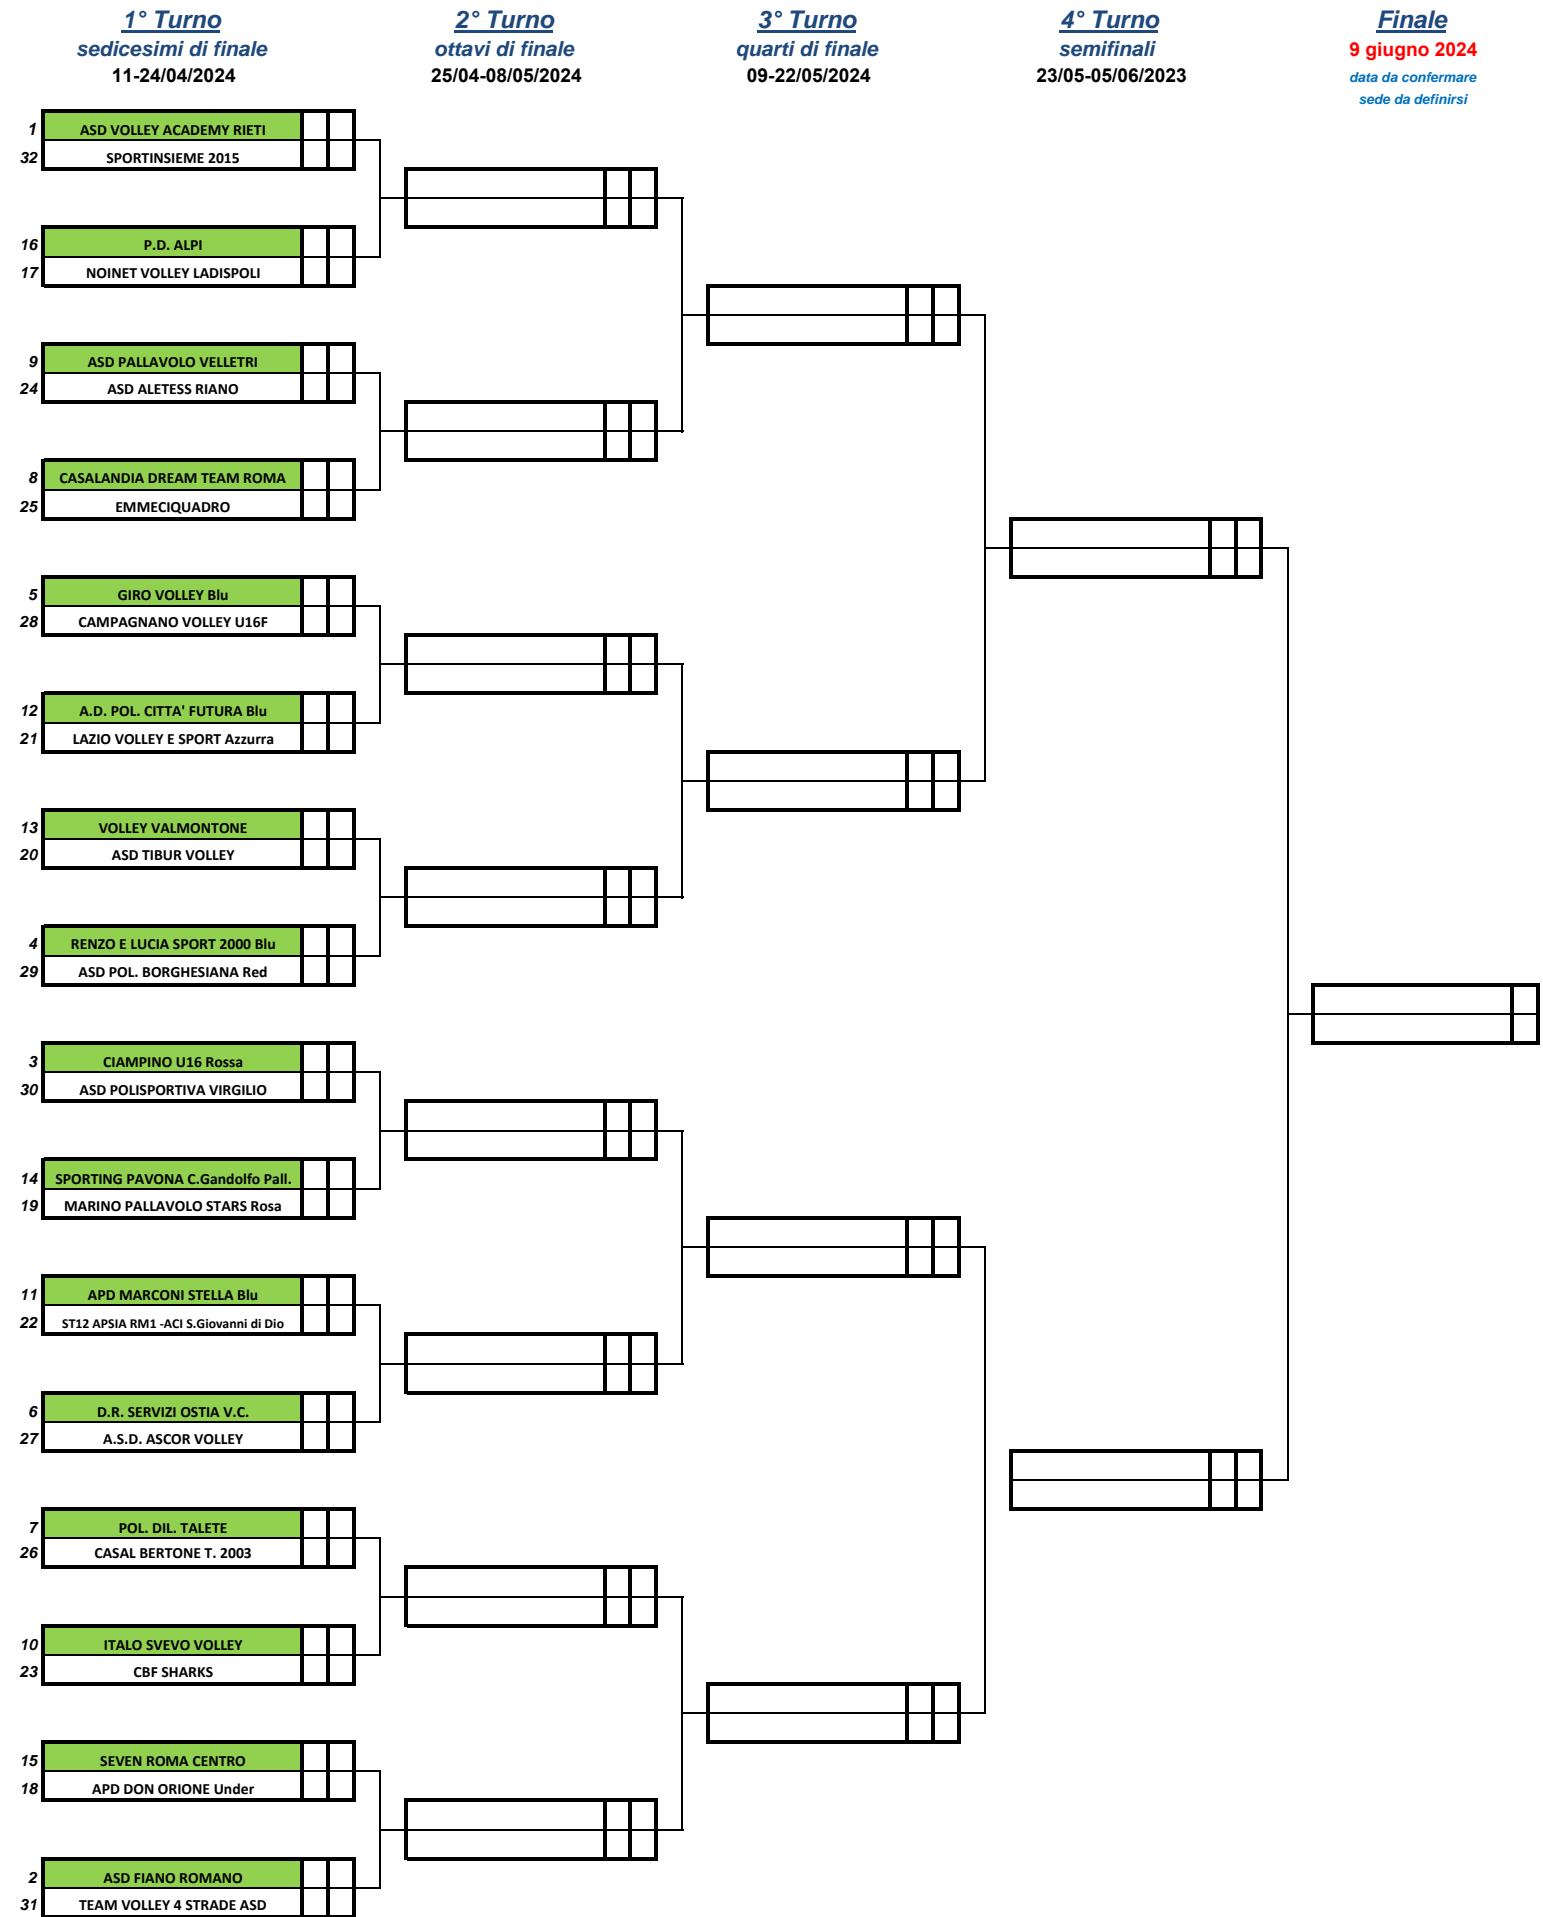 1° Turno
2° Turno
3° Turno
4° Turno
Finale
sedicesimi di finale
ottavi di finale
quarti di finale
semifinali
9 giugno 2024
11-24/04/2024
25/04-08/05/2024
09-22/05/2024
23/05-05/06/2023
data da confermare
sede da definirsi
1 ASD VOLLEY ACADEMY RIETI
32 SPORTINSIEME 2015
16 P.D. ALPI
17 NOINET VOLLEY LADISPOLI
9 ASD PALLAVOLO VELLETRI
24 ASD ALETESS RIANO
8 CASALANDIA DREAM TEAM ROMA
25 EMMECIQUADRO
5 GIRO VOLLEY Blu
28 CAMPAGNANO VOLLEY U16F
12 A.D. POL. CITTA' FUTURA Blu
21 LAZIO VOLLEY E SPORT Azzurra
13 VOLLEY VALMONTONE
20 ASD TIBUR VOLLEY
4 RENZO E LUCIA SPORT 2000 Blu
29 ASD POL. BORGHESIANA Red
3 CIAMPINO U16 Rossa
30 ASD POLISPORTIVA VIRGILIO
14 SPORTING PAVONA C.Gandolfo Pall.
19 MARINO PALLAVOLO STARS Rosa
11 APD MARCONI STELLA Blu
22 ST12 APSIA RM1 -ACI S.Giovanni di Dio
6 D.R. SERVIZI OSTIA V.C.
27 A.S.D. ASCOR VOLLEY
7 POL. DIL. TALETE
26 CASAL BERTONE T. 2003
10 ITALO SVEVO VOLLEY
23 CBF SHARKS
15 SEVEN ROMA CENTRO
18 APD DON ORIONE Under
2 ASD FIANO ROMANO
31 TEAM VOLLEY 4 STRADE ASD